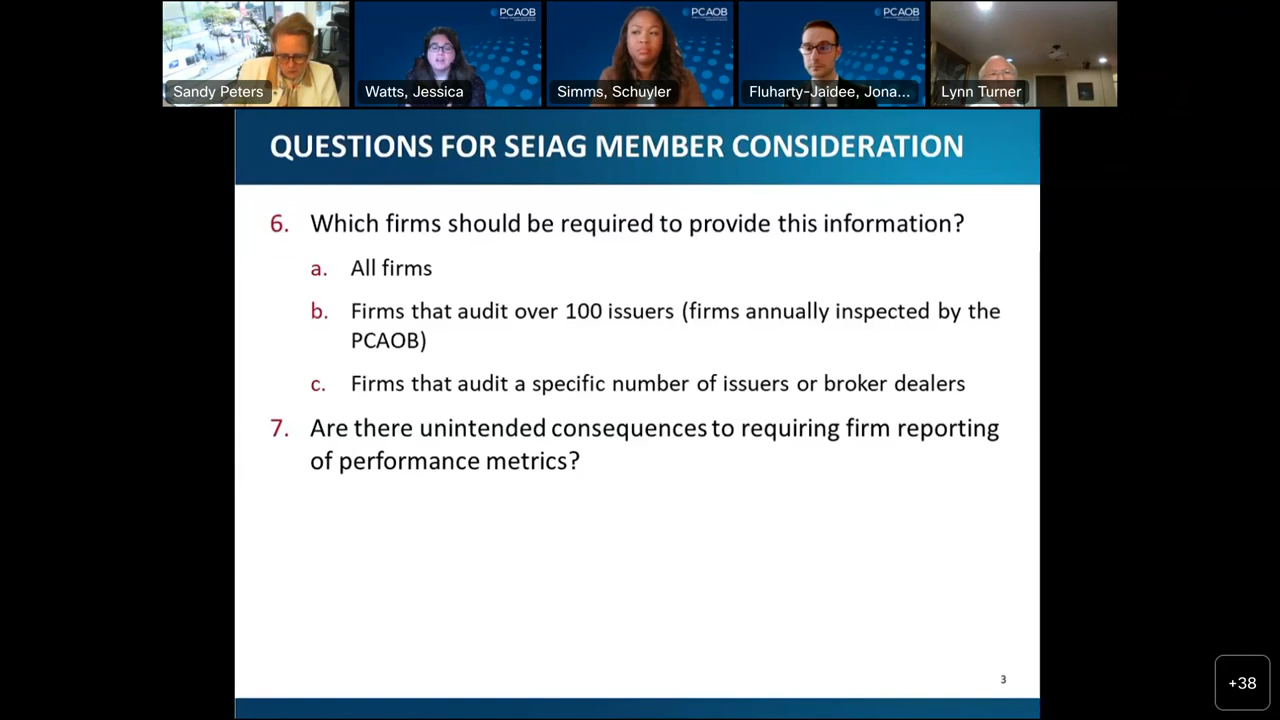 PCAOB
PCAOB
PCAOB
Sandy Peters
Watts, Jessica
Simms, Schuyler
Fluharty-Jaidee, Jona...
Lynn Turner
QUESTIONS FOR SEIAG MEMBER CONSIDERATION
6. Which firms should be required to provide this information?
a. All firms
b. Firms that audit over 100 issuers (firms annually inspected by the
PCAOB)
c. Firms that audit a specific number of issuers or broker dealers
7. Are there unintended consequences to requiring firm reporting
of performance metrics?
3
+38